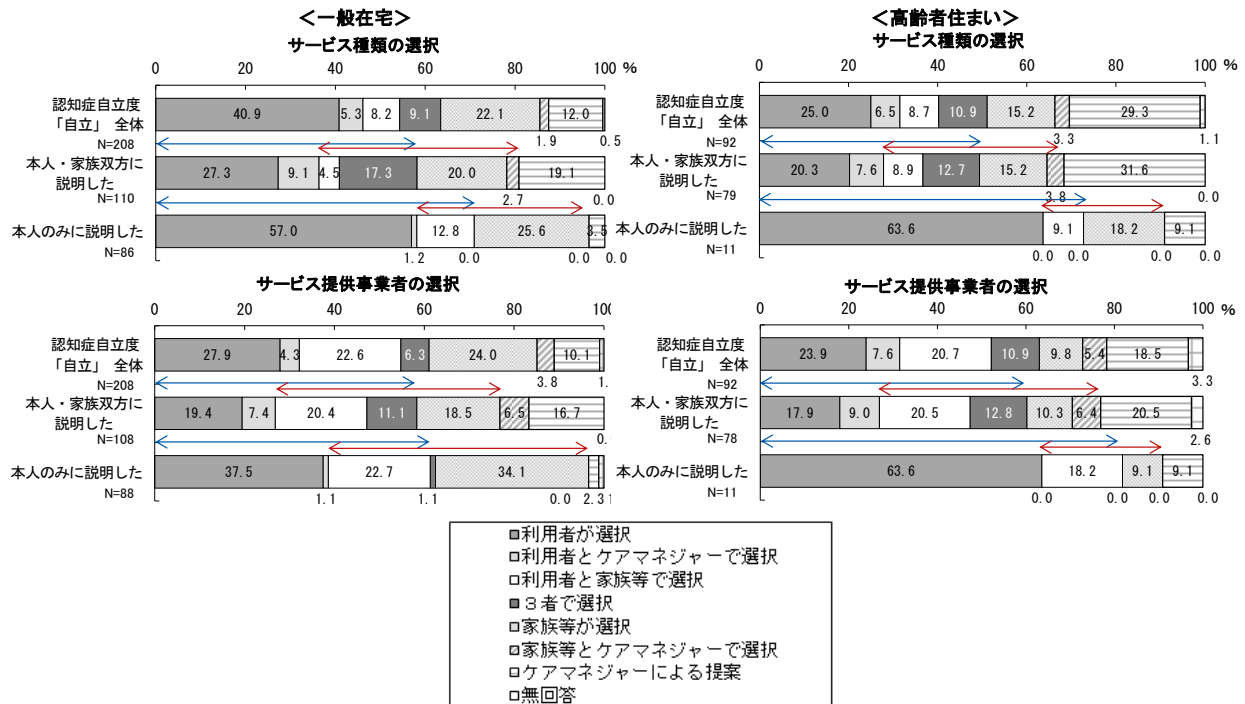 ＜一般在宅＞
サービス種類の選択
0 20 40 60 80 100 %
認知症自立度
「自立」 全体
N=208
40.9 5.3 8.2 9.1 22.1 12.0
1.9 0.5
本人・家族双方に
説明した
N=110
27.3 9.1 4.5 17.3 20.0 19.1
2.7 0.0
本人のみに説明した
N=86
57.0 12.8 25.6 3.5
1.2 0.0 0.0 0.0
サービス提供事業者の選択
0 20 40 60 80 100
認知症自立度
「自立」 全体
N=208
27.9 4.3 22.6 6.3 24.0 10.1
3.8 1.
本人・家族双方に
説明した
N=108
19.4 7.4 20.4 11.1 18.5 6.5 16.7
0.
本人のみに説明した
N=88
37.5 22.7 34.1
1.1 1.1 0.0 2.3
＜高齢者住まい＞
サービス種類の選択
0 20 40 60 80 100 %
認知症自立度
「自立」 全体
N=92
25.0 6.5 8.7 10.9 15.2 29.3
3.3 1.1
本人・家族双方に
説明した
N=79
20.3 7.6 8.9 12.7 15.2 31.6
3.8 0.0
本人のみに説明した
N=11
63.6 9.1 18.2 9.1
0.0 0.0 0.0 0.0
サービス提供事業者の選択
0 20 40 60 80 100 %
認知症自立度
「自立」 全体
N=92
23.9 7.6 20.7 10.9 9.8 5.4 18.5
3.3
本人・家族双方に
説明した
N=78
17.9 9.0 20.5 12.8 10.3 6.4 20.5
2.6
本人のみに説明した
N=11
63.6 18.2 9.1 9.1
0.0 0.0 0.0 0.0
利用者が選択
利用者とケアマネジャーで選択
利用者と家族等で選択
３者で選択
家族等が選択
家族等とケアマネジャーで選択
ケアマネジャーによる提案
無回答